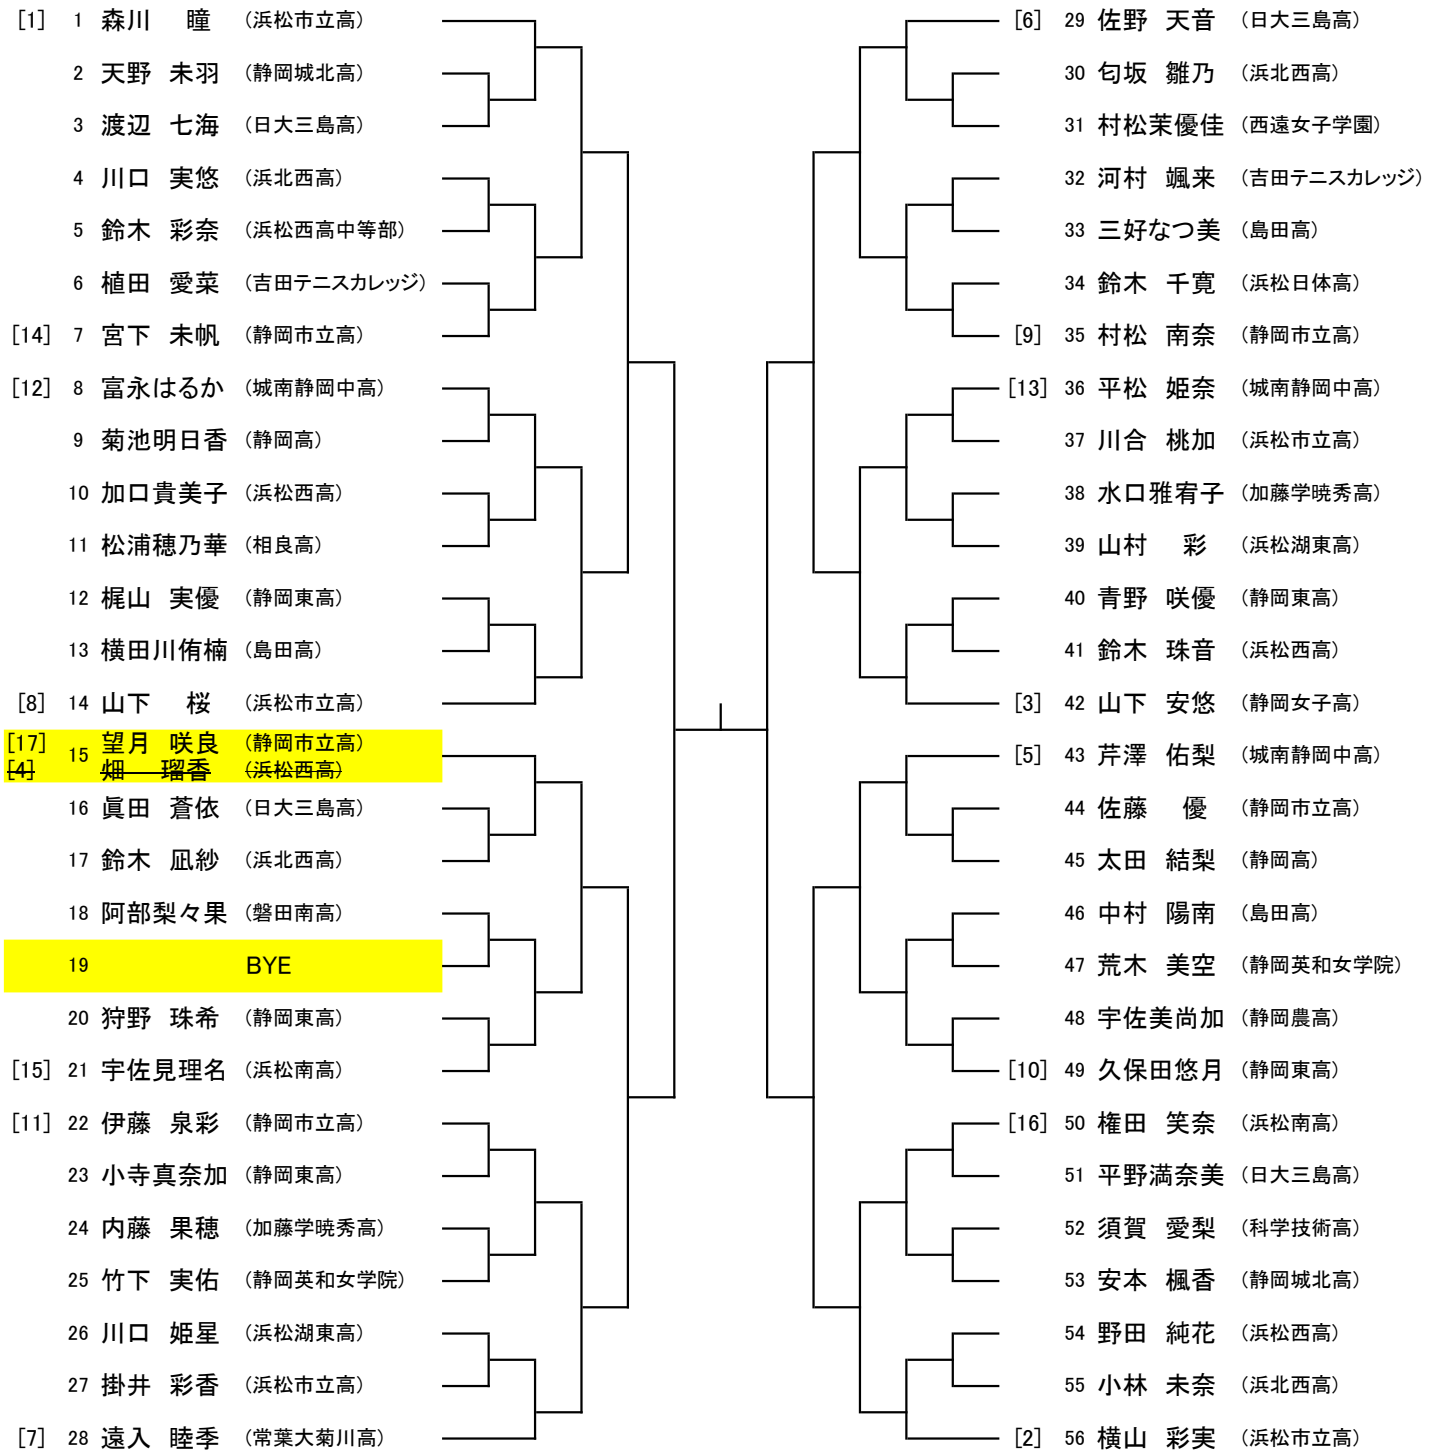 [1] 1 森川 瞳 (浜松市立高)
2 天野 未羽 (静岡城北高)
3 渡辺 七海 (日大三島高)
4 川口 実悠 (浜北西高)
5 鈴木 彩奈 (浜松西高中等部)
6 植田 愛菜 (吉田テニスカレッジ)
[14] 7 宮下 未帆 (静岡市立高)
[12] 8 富永はるか (城南静岡中高)
9 菊池明日香 (静岡高)
10 加口貴美子 (浜松西高)
11 松浦穂乃華 (相良高)
12 梶山 実優 (静岡東高)
13 横田川侑楠 (島田高)
[8] 14 山下 桜 (浜松市立高)
[17] 15 望月 咲良 (静岡市立高)
[4] 畑 瑠香 (浜松西高)
16 眞田 蒼依 (日大三島高)
17 鈴木 凪紗 (浜北西高)
18 阿部梨々果 (磐田南高)
19 BYE
20 狩野 珠希 (静岡東高)
[15] 21 宇佐見理名 (浜松南高)
[11] 22 伊藤 泉彩 (静岡市立高)
23 小寺真奈加 (静岡東高)
24 内藤 果穂 (加藤学暁秀高)
25 竹下 実佑 (静岡英和女学院)
26 川口 姫星 (浜松湖東高)
27 掛井 彩香 (浜松市立高)
[7] 28 遠入 睦季 (常葉大菊川高)
[6] 29 佐野 天音 (日大三島高)
30 匂坂 雛乃 (浜北西高)
31 村松茉優佳 (西遠女子学園)
32 河村 颯来 (吉田テニスカレッジ)
33 三好なつ美 (島田高)
34 鈴木 千寛 (浜松日体高)
[9] 35 村松 南奈 (静岡市立高)
[13] 36 平松 姫奈 (城南静岡中高)
37 川合 桃加 (浜松市立高)
38 水口雅宥子 (加藤学暁秀高)
39 山村 彩 (浜松湖東高)
40 青野 咲優 (静岡東高)
41 鈴木 珠音 (浜松西高)
[3] 42 山下 安悠 (静岡女子高)
[5] 43 芹澤 佑梨 (城南静岡中高)
44 佐藤 優 (静岡市立高)
45 太田 結梨 (静岡高)
46 中村 陽南 (島田高)
47 荒木 美空 (静岡英和女学院)
48 宇佐美尚加 (静岡農高)
[10] 49 久保田悠月 (静岡東高)
[16] 50 権田 笑奈 (浜松南高)
51 平野満奈美 (日大三島高)
52 須賀 愛梨 (科学技術高)
53 安本 楓香 (静岡城北高)
54 野田 純花 (浜松西高)
55 小林 未奈 (浜北西高)
[2] 56 横山 彩実 (浜松市立高)